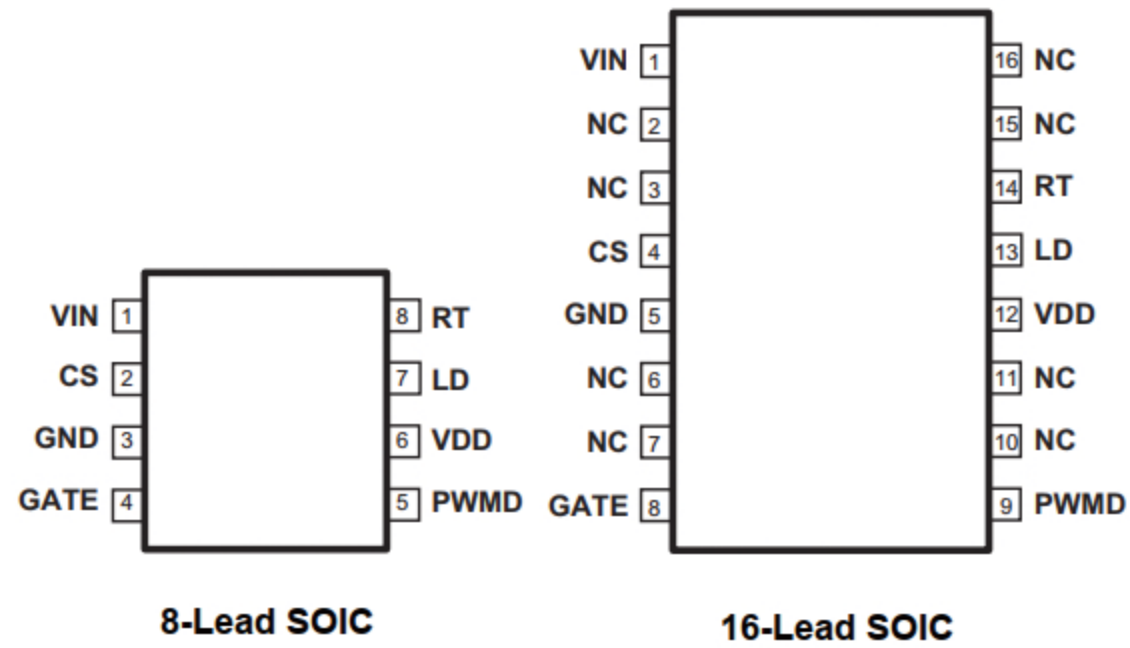 VIN 1
CS 2
GND 3
GATE 4
8 RT
7 LD
6 VDD
5 PWMD
8-Lead SOIC
VIN 1
NC 2
NC 3
CS 4
GND 5
NC 6
NC 7
GATE 8
16 NC
15 NC
14 RT
13 LD
12 VDD
11 NC
10 NC
9 PWMD
16-Lead SOIC